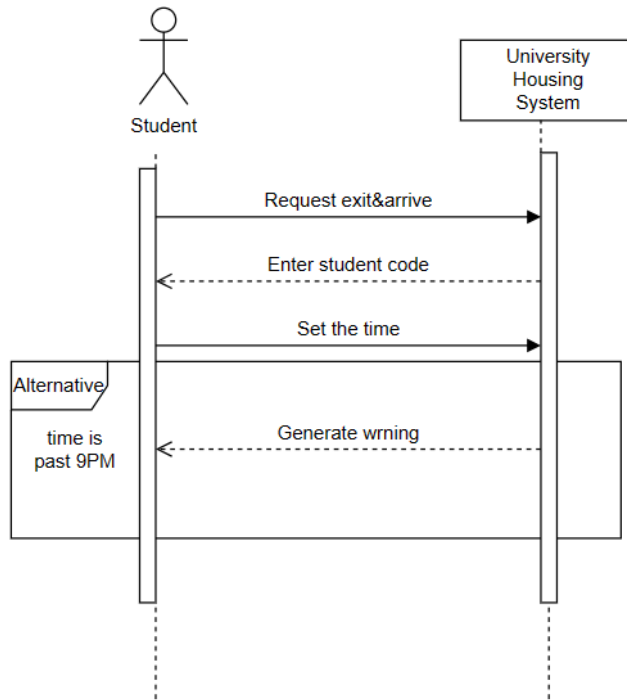 Student
University
Housing
System
Request exit&arrive
Enter student code
Set the time
Alternative
time is
past 9PM
Generate wrning